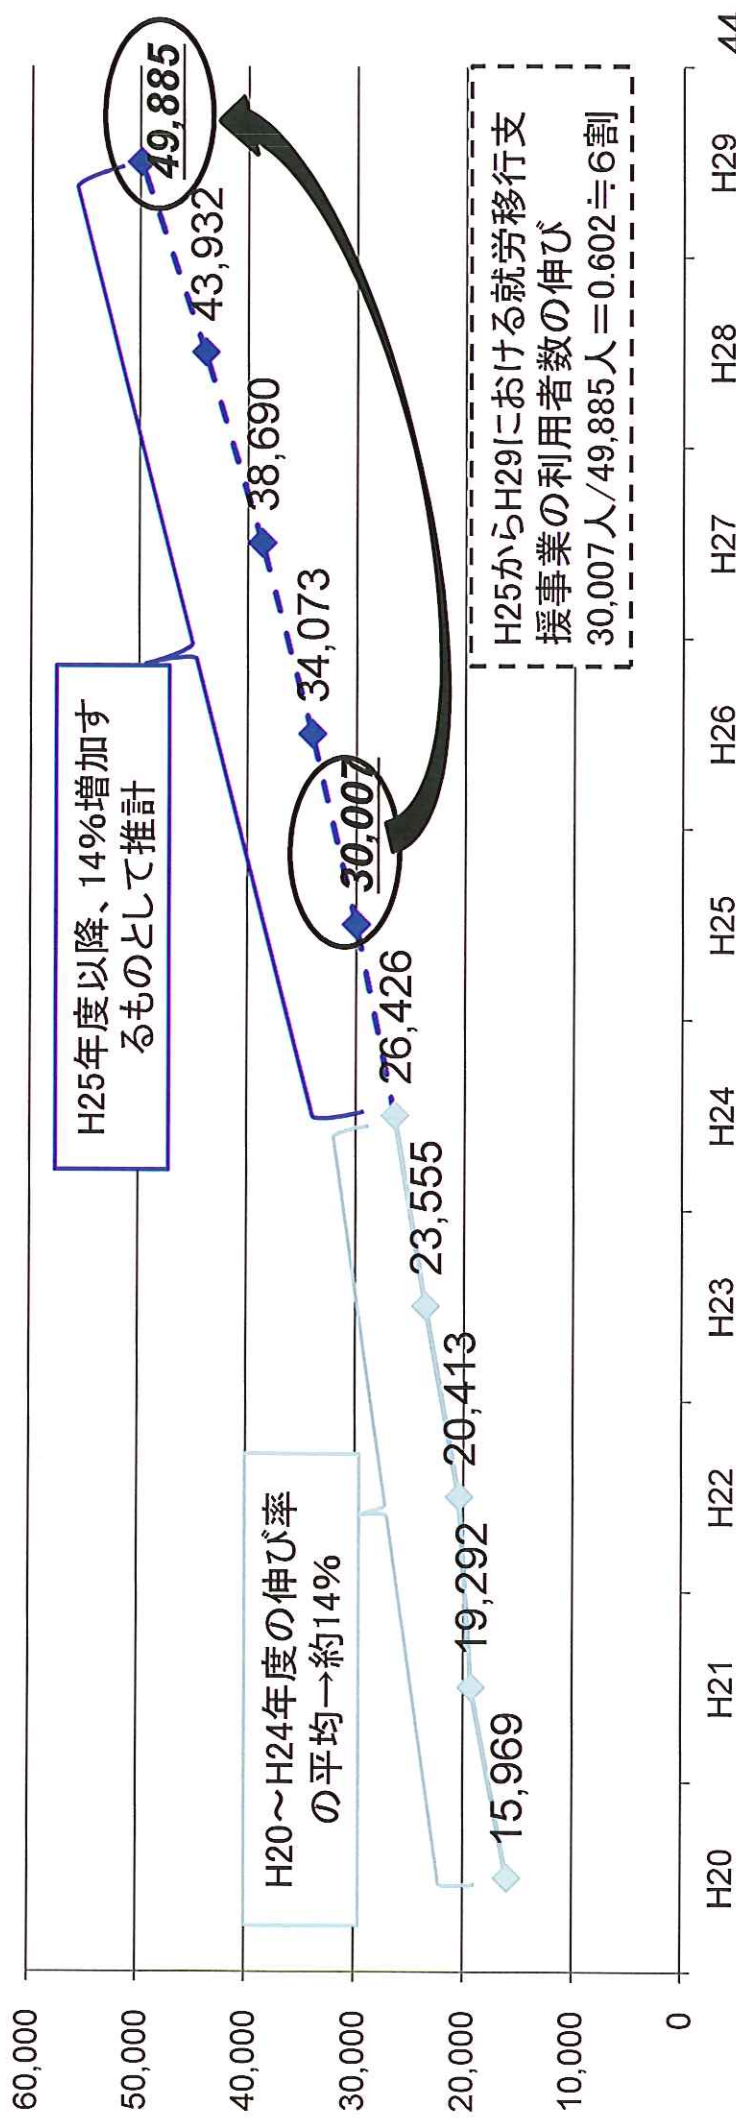 60,000
50,000
40,000
30,000
20,000
10,000
0
H20～H24年度の伸び率
の平均→約14%
H25年度以降、14%増加す
るものとして推計
15,969
19,292
20,413
23,555
26,426
30,007
34,073
38,690
43,932
49,885
H25からH29における就労移行支
援事業の利用者数の伸び
30,007人/49,885人＝0.602≒6割
H20
H21
H22
H23
H24
H25
H26
H27
H28
H29
44